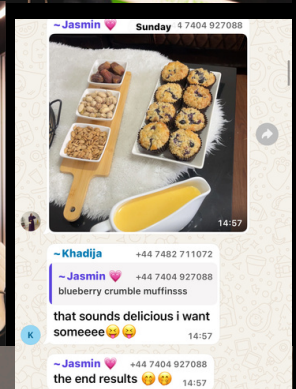 ~Jasmin 💗 Sunday 4 7404 927088
14:57
~Khadija +44 7482 711072
~Jasmin 💗 +44 7404 927088
blueberry crumble muffinsss
that sounds delicious i want
someeee😝😝
14:57
K
~Jasmin 💗 +44 7404 927088
the end results 🤭🤭 14:57